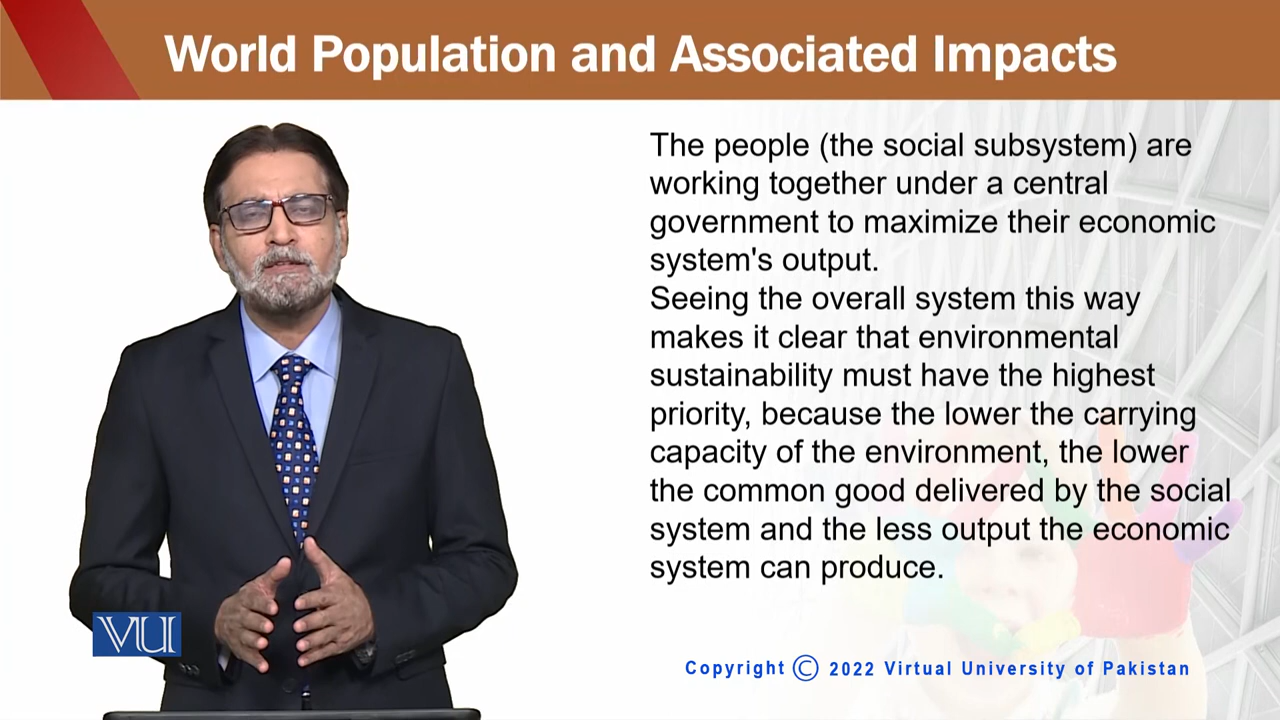 World Population and Associated Impacts
The people (the social subsystem) are
working together under a central
government to maximize their economic
system's output.
Seeing the overall system this way
makes it clear that environmental
sustainability must have the highest
priority, because the lower the carrying
capacity of the environment, the lower
the common good delivered by the social
system and the less output the economic
system can produce.
VU
Copyright © 2022 Virtual University of Pakistan